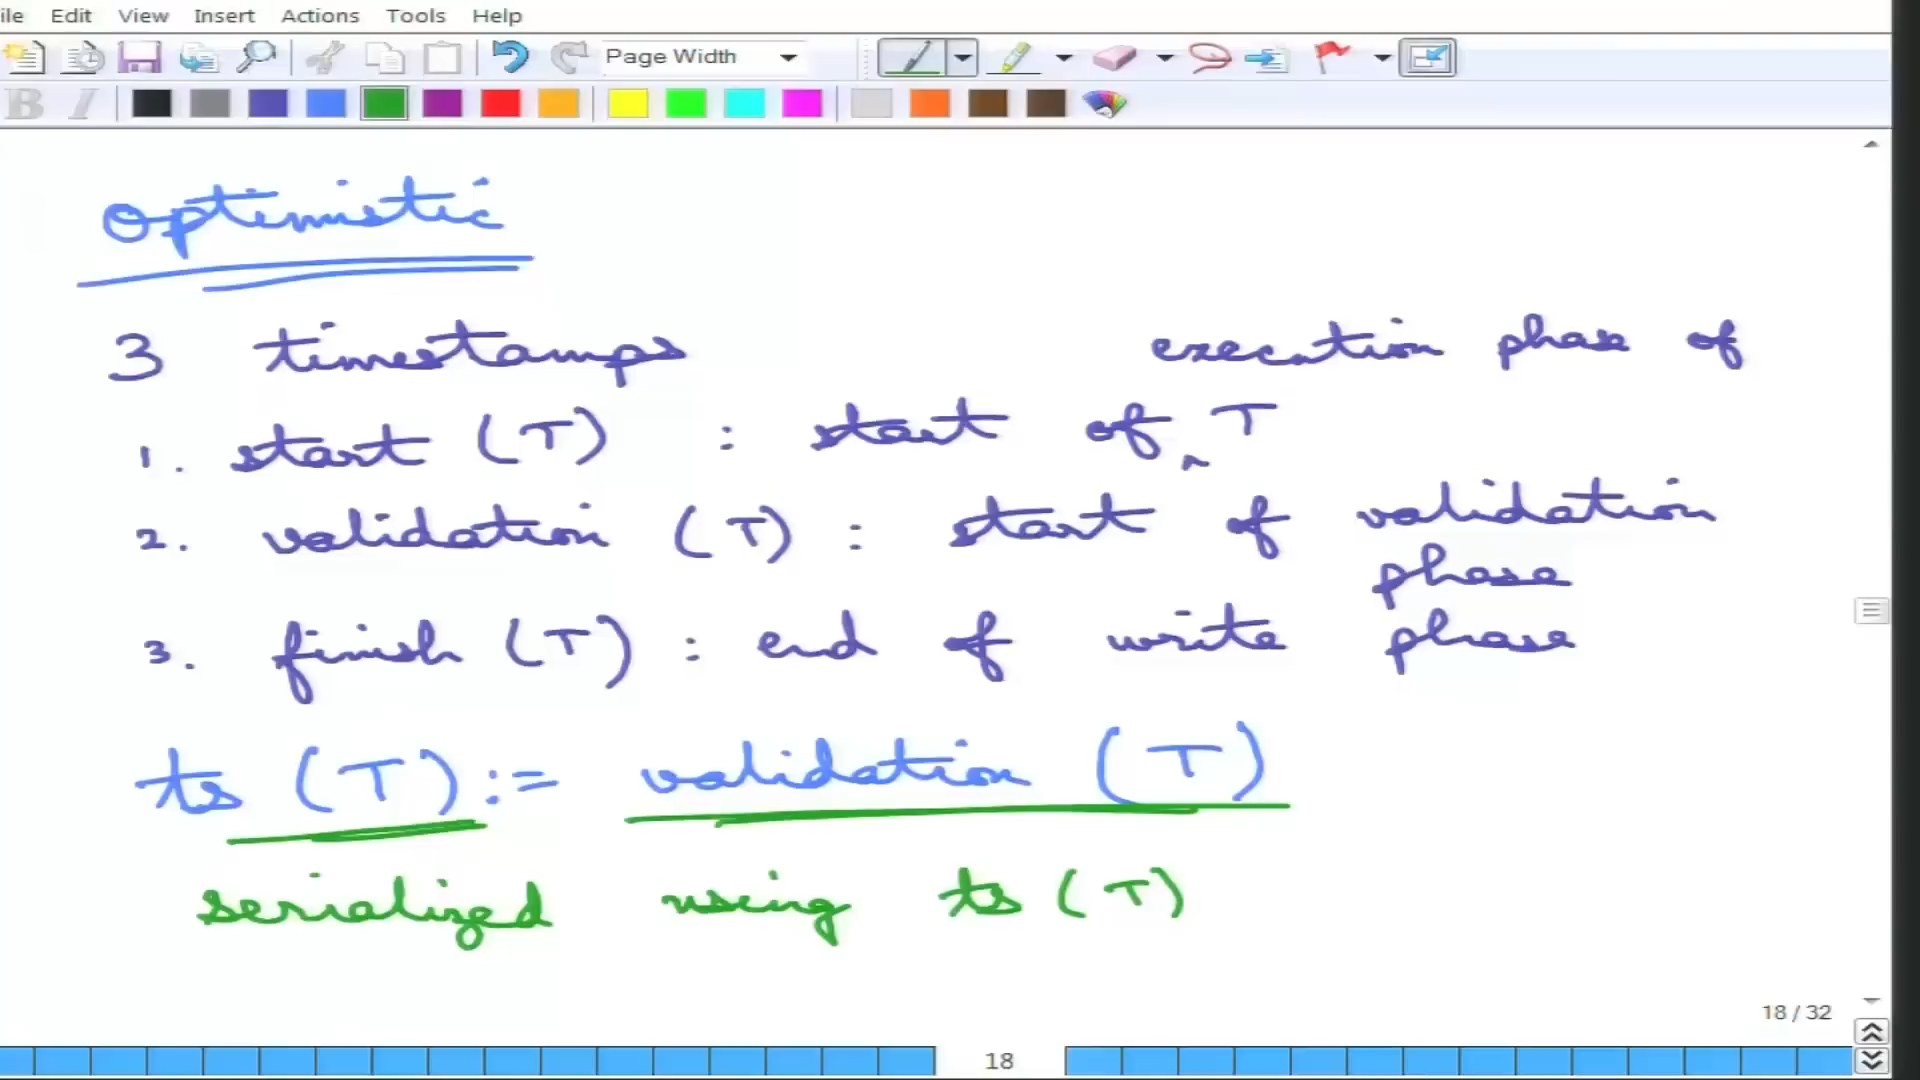 ile Edit View Insert Actions Tools Help
Page Width
B I
optimistic
3 timestamps
execution phase of
1. start (T) : start of ^ T
2. validation (T) : start of validation
phase
3. finish (T) : end of write phase
ts (T) := validation (T)
serialized using ts (T)
18 / 32
18